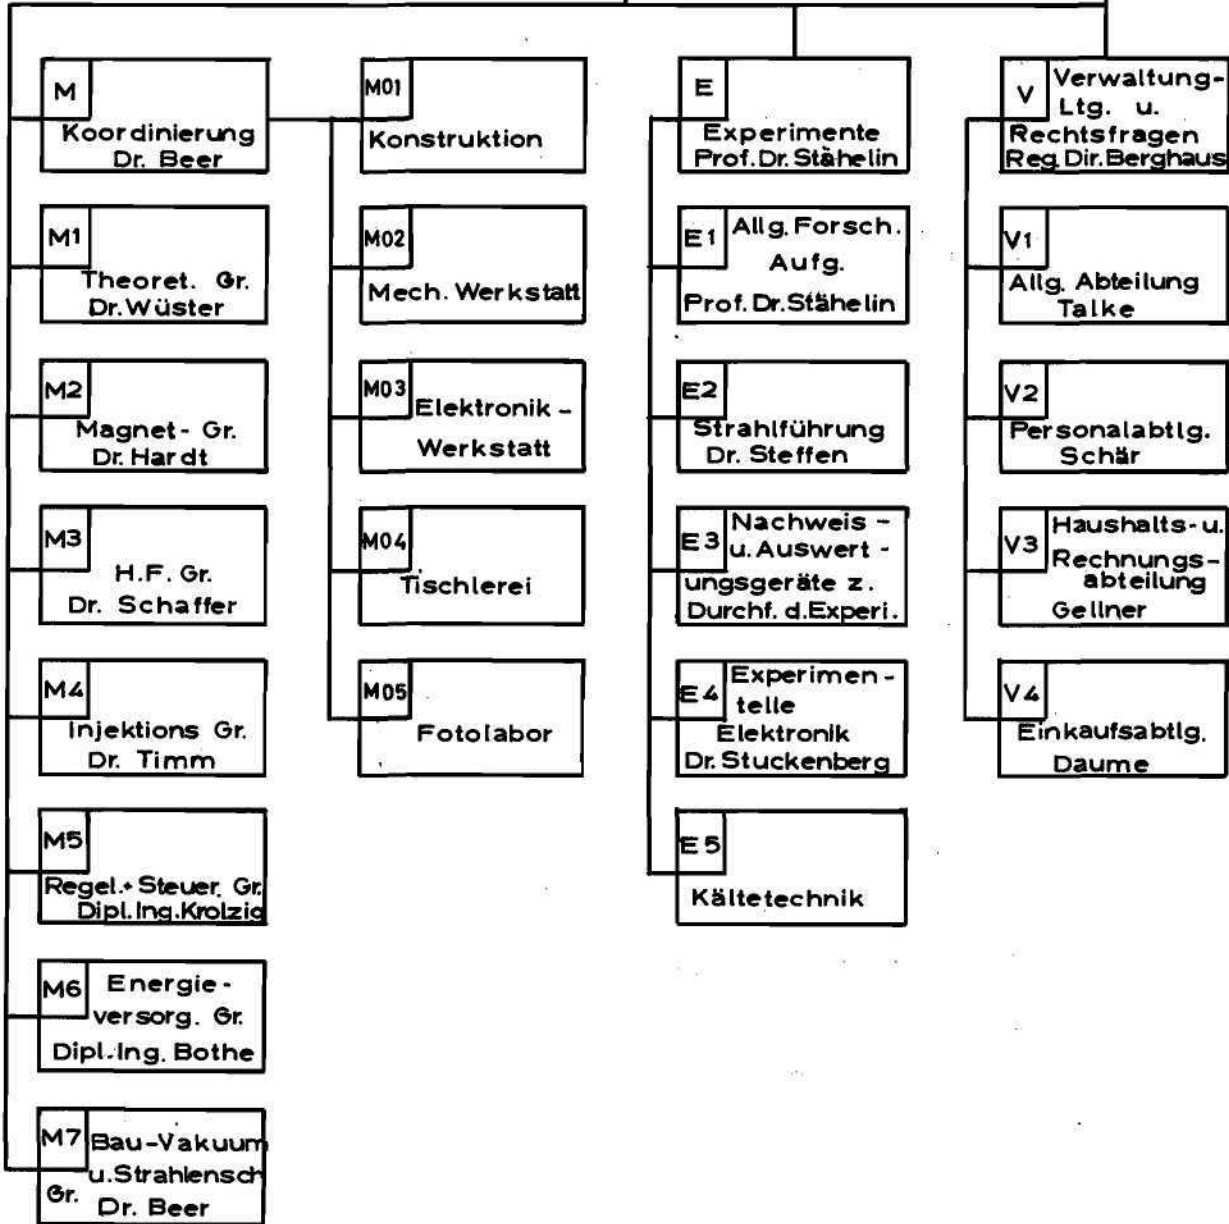 M
Koordinierung
Dr. Beer
M1
Theoret. Gr.
Dr. Wüster
M2
Magnet- Gr.
Dr. Hardt
M3
H.F. Gr.
Dr. Schaffer
M4
Injektions Gr.
Dr. Timm
M5
Regel.+ Steuer. Gr.
Dipl. Ing. Krolzig
M6
Energie-
versorg. Gr.
Dipl.-Ing. Bothe
M7
Bau-Vakuum
u. Strahlensch
Gr.
Dr. Beer
M01
Konstruktion
M02
Mech. Werkstatt
M03
Elektronik-
Werkstatt
M04
Tischlerei
M05
Fotolabor
E
Experimente
Prof. Dr. Stähelin
E1
Allg. Forsch.
Aufg.
Prof. Dr. Stähelin
E2
Strahlführung
Dr. Steffen
E3
Nachweis-
u. Auswert-
ungsgeräte z.
Durchf. d. Experi.
E4
Experimen-
telle
Elektronik
Dr. Stuckenberg
E5
Kältetechnik
V
Verwaltung-
Ltg. u.
Rechtsfragen
Reg. Dir. Berghaus
V1
Allg. Abteilung
Talke
V2
Personalabtlg.
Schär
V3
Haushalts- u.
Rechnungs-
abteilung
Gellner
V4
Einkaufsabtlg.
Daume